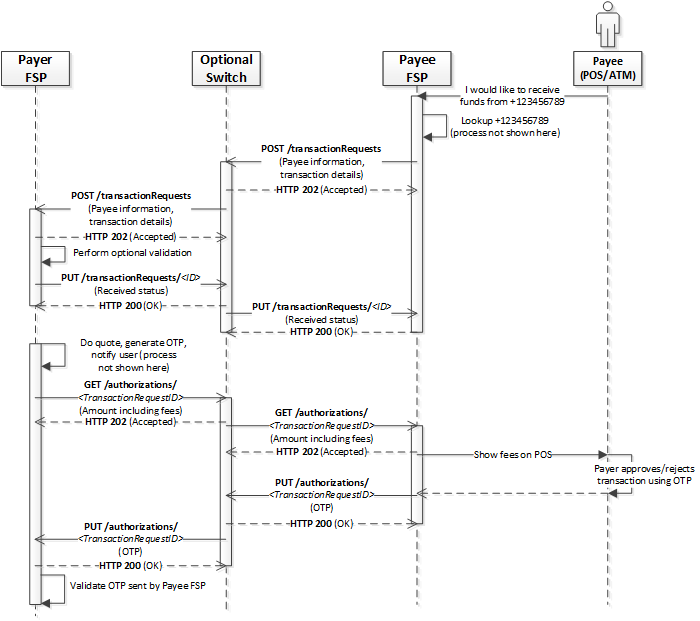 Payer
FSP
Optional
Switch
Payee
FSP
Payee
(POS/ATM)
I would like to receive
funds from +123456789
Lookup +123456789
(process not shown here)
POST /transactionRequests
(Payee information,
transaction details)
HTTP 202 (Accepted)
POST /transactionRequests
(Payee information,
transaction details)
HTTP 202 (Accepted)
Perform optional validation
PUT /transactionRequests/<ID>
(Received status)
HTTP 200 (OK)
PUT /transactionRequests/<ID>
(Received status)
HTTP 200 (OK)
Do quote, generate OTP,
notify user (process
not shown here)
GET /authorizations/
<TransactionRequestID>
(Amount including fees)
HTTP 202 (Accepted)
GET /authorizations/
<TransactionRequestID>
(Amount including fees)
HTTP 202 (Accepted)
Show fees on POS
Payer approves/rejects
transaction using OTP
PUT /authorizations/
<TransactionRequestID>
(OTP)
HTTP 200 (OK)
PUT /authorizations/
<TransactionRequestID>
(OTP)
HTTP 200 (OK)
Validate OTP sent by Payee FSP